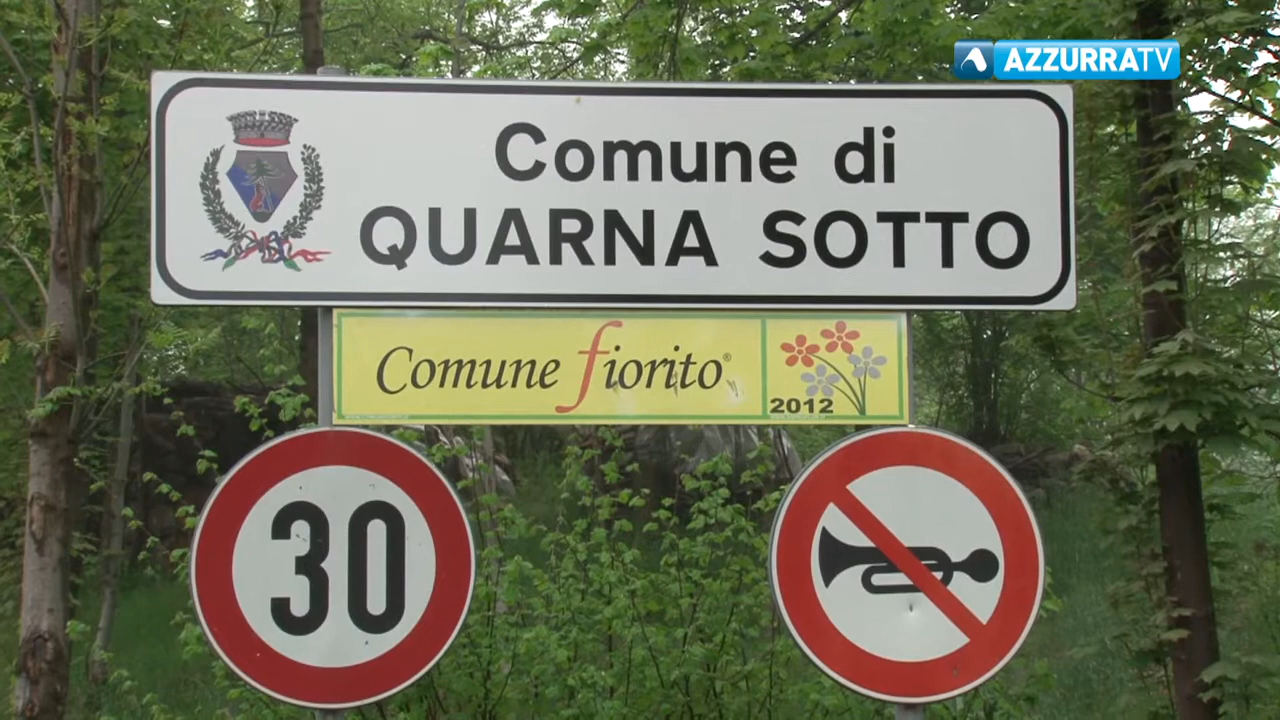 AZZURRATV
Comune di
QUARNA SOTTO
Comune fiorito®
2012
30